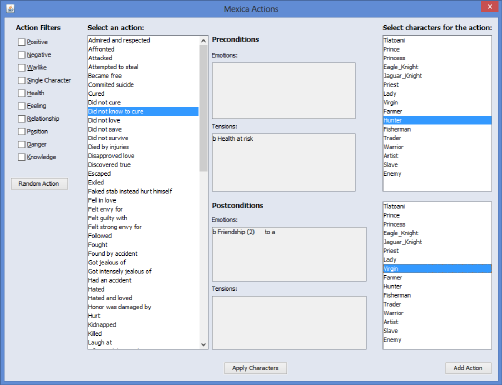 Mexica Actions
Action Filters
Positive
Negative
Warlike
Single Character
Health
Feeling
Relationship
Position
Danger
Knowledge
Random Action
Select an action:
Admired and respected
Affronted
Attacked
Attempted to steal
Became free
Commited suicide
Cured
Did not cure
Did not know to cure
Did not love
Did not save
Did not survive
Died by injuries
Disapproved love
Discovered true
Escaped
Exiled
Faked stab instead hurt himself
Fell in love
Felt envy for
Felt guilty with
Felt strong envy for
Followed
Fought
Found by accident
Got jealous of
Got intensely jealous of
Had an accident
Hated
Hated and loved
Honor was damaged by
Hurt
Kidnapped
Killed
Laugh at
Preconditions
Emotions:
Tensions:
b Health at risk
Postconditions
Emotions:
b Friendship (2) to a
Tensions:
Apply Characters
Select characters for the action:
Tlatoani
Prince
Princess
Eagle_Knight
Jaguar_Knight
Priest
Lady
Virgin
Farmer
Hunter
Fisherman
Trader
Warrior
Artist
Slave
Enemy
Tlatoani
Prince
Princess
Eagle_Knight
Jaguar_Knight
Priest
Lady
Virgin
Farmer
Hunter
Fisherman
Trader
Warrior
Artist
Slave
Enemy
Add Action